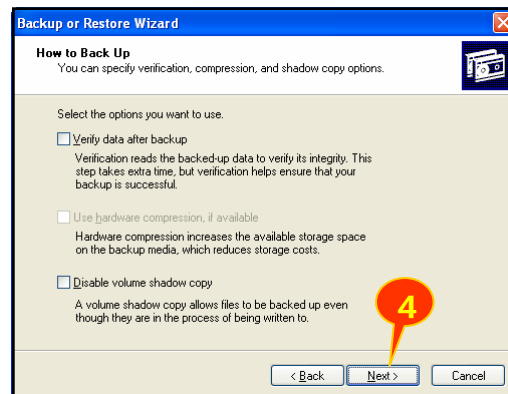 Backup or Restore Wizard
How to Back Up
You can specify verification, compression, and shadow copy options.
Select the options you want to use.
Verify data after backup
Verification reads the backed-up data to verify its integrity. This
step takes extra time, but verification helps ensure that your
backup is successful.
Use hardware compression, if available
Hardware compression increases the available storage space
on the backup media, which reduces storage costs.
Disable volume shadow copy
A volume shadow copy allows files to be backed up even
though they are in the process of being written to.
4
< Back Next > Cancel